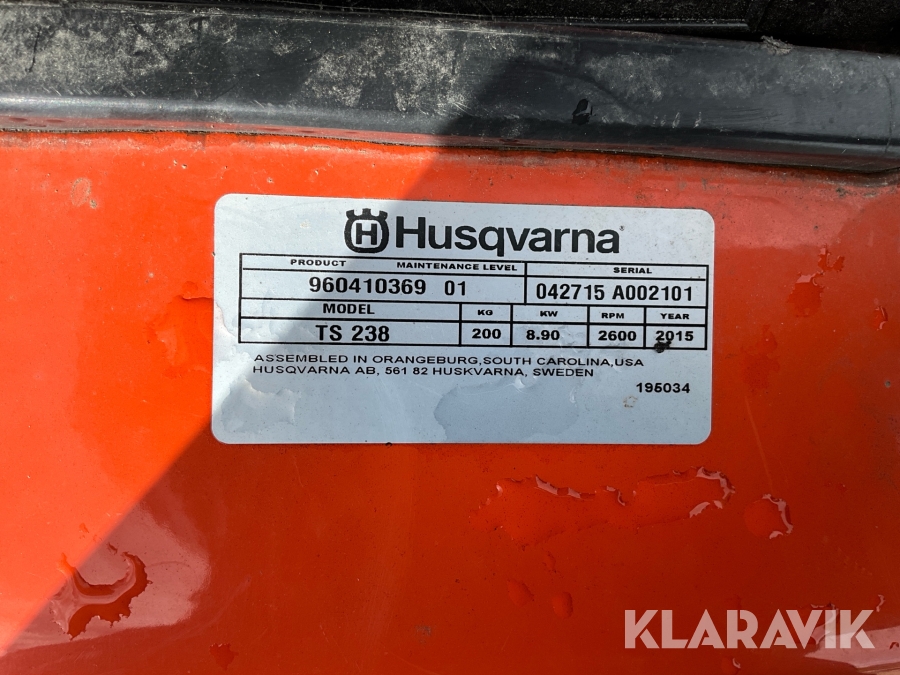 Husqvarna
PRODUCT MAINTENANCE LEVEL SERIAL
960410369 01 042715 A002101
MODEL KG KW RPM YEAR
TS 238 200 8.90 2600 2015
ASSEMBLED IN ORANGEBURG,SOUTH CAROLINA,USA
HUSQVARNA AB, 561 82 HUSKVARNA, SWEDEN
195034
KLARAVIK